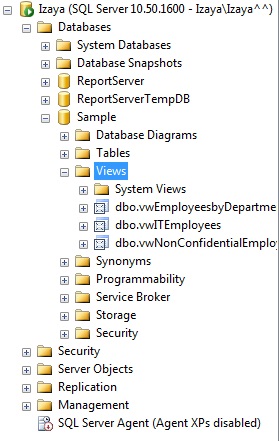 Izaya (SQL Server 10.50.1600 - Izaya\Izaya^^)
Databases
System Databases
Database Snapshots
ReportServer
ReportServerTempDB
Sample
Database Diagrams
Tables
Views
System Views
dbo.vwEmployeesbyDepartme
dbo.vwITEmployees
dbo.vwNonConfidentialEmplo
Synonyms
Programmability
Service Broker
Storage
Security
Security
Server Objects
Replication
Management
SQL Server Agent (Agent XPs disabled)